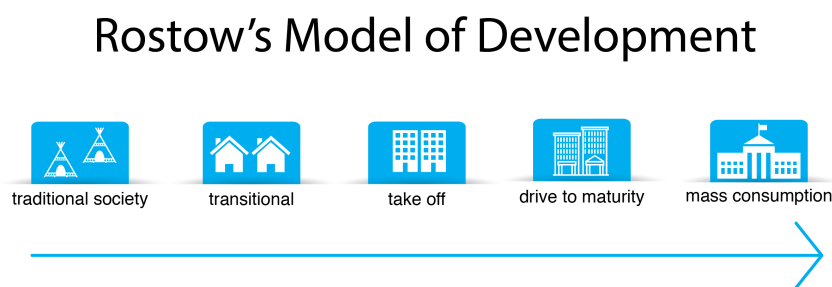 Rostow’s Model of Development
traditional society
transitional
take off
drive to maturity
mass consumption